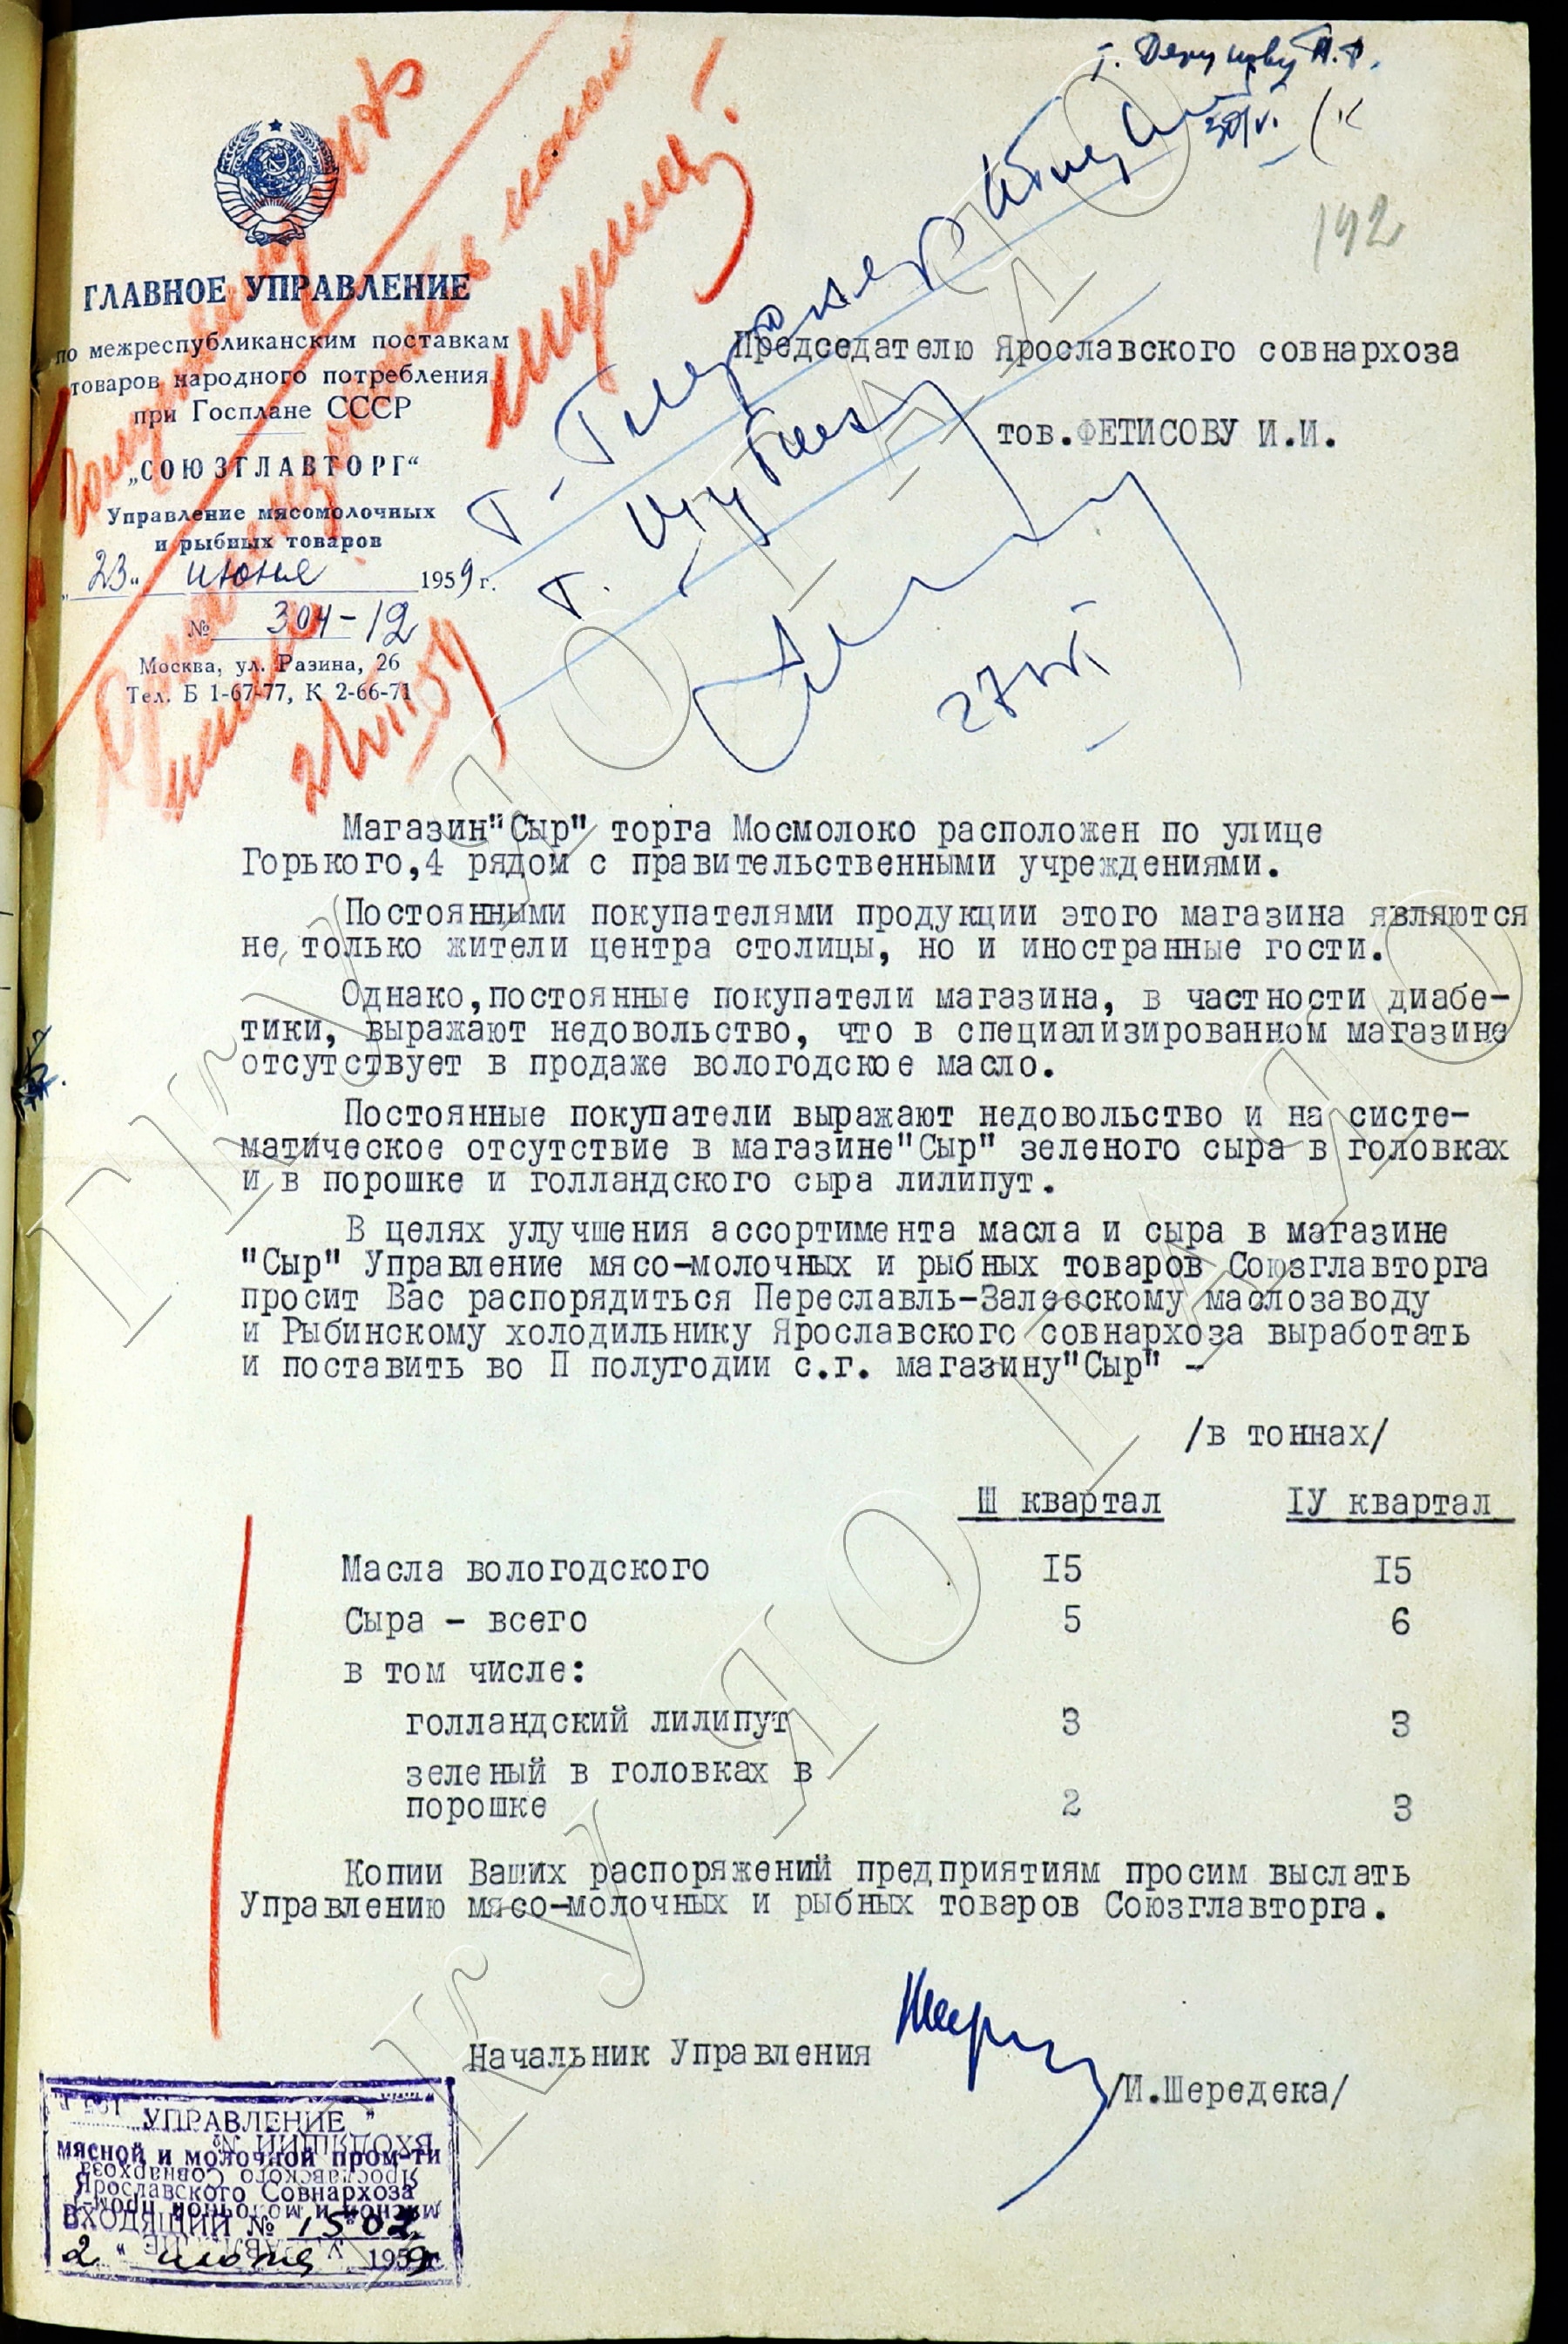 192
ГЛАВНОЕ УПРАВЛЕНИЕ
по межреспубликанским поставкам
товаров народного потребления
при Госплане СССР
„СОЮЗГЛАВТОРГ“
Управление мясомолочных
и рыбных товаров
„23“ июня 1959 г.
№ 304-12
Москва, ул. Разина, 26
Тел. Б 1-67-77, К 2-66-71
Председателю Ярославского совнархоза
тов.ФЕТИСОВУ И.И.
27/VI
Магазин"Сыр" торга Мосмолоко расположен по улице
Горького,4 рядом с правительственными учреждениями.
Постоянными покупателями продукции этого магазина являются
не только жители центра столицы, но и иностранные гости.
Однако,постоянные покупатели магазина, в частности диабе-
тики, выражают недовольство, что в специализированном магазине
отсутствует в продаже вологодское масло.
Постоянные покупатели выражают недовольство и на систе-
матическое отсутствие в магазине"Сыр" зеленого сыра в головках
и в порошке и голландского сыра лилипут.
В целях улучшения ассортимента масла и сыра в магазине
"Сыр" Управление мясо-молочных и рыбных товаров Союзглавторга
просит Вас распорядиться Переславль-Залесскому маслозаводу
и Рыбинскому холодильнику Ярославского совнархоза выработать
и поставить во П полугодии с.г. магазину"Сыр" -
/в тоннах/
Ш квартал IУ квартал
Масла вологодского I5 I5
Сыра - всего 5 6
в том числе:
голландский лилипут 3 3
зеленый в головках в
порошке 2 3
Копии Ваших распоряжений предприятиям просим выслать
Управлению мясо-молочных и рыбных товаров Союзглавторга.
Начальник Управления
/И.Шередека/
УПРАВЛЕНИЕ
мясной и молочной пром-ти
Ярославского Совнархоза
ВХОДЯЩИЙ № 1502
2 " июля 1959г.